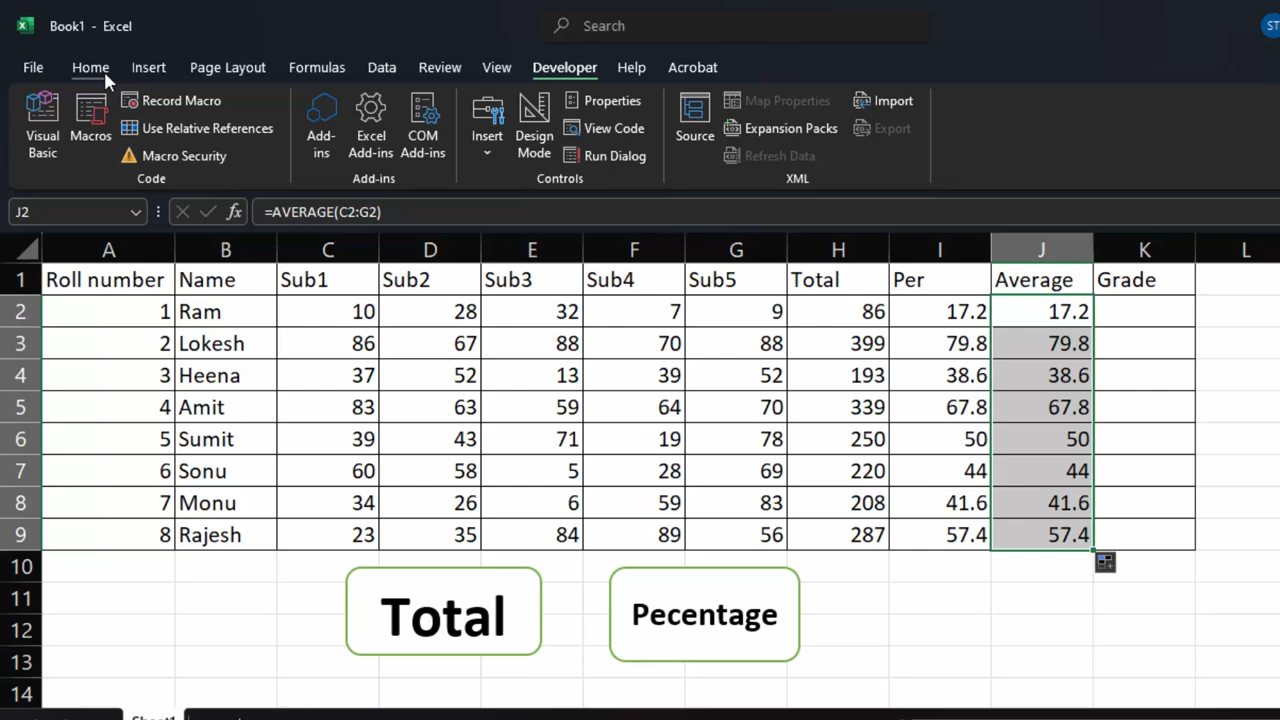 Book1 - Excel
Search
ST
File Home Insert Page Layout Formulas Data Review View Developer Help Acrobat
Visual Basic
Macros
Record Macro
Use Relative References
Macro Security
Code
Add-ins
Excel Add-ins
COM Add-ins
Add-ins
Insert
Design Mode
Properties
View Code
Run Dialog
Controls
Source
Map Properties
Expansion Packs
Refresh Data
Import
Export
XML
J2 fx =AVERAGE(C2:G2)
A B C D E F G H I J K L
1 Roll number Name Sub1 Sub2 Sub3 Sub4 Sub5 Total Per Average Grade
2 1 Ram 10 28 32 7 9 86 17.2 17.2
3 2 Lokesh 86 67 88 70 88 399 79.8 79.8
4 3 Heena 37 52 13 39 52 193 38.6 38.6
5 4 Amit 83 63 59 64 70 339 67.8 67.8
6 5 Sumit 39 43 71 19 78 250 50 50
7 6 Sonu 60 58 5 28 69 220 44 44
8 7 Monu 34 26 6 59 83 208 41.6 41.6
9 8 Rajesh 23 35 84 89 56 287 57.4 57.4
10
11
12
13
14
Total
Pecentage
Sheet1